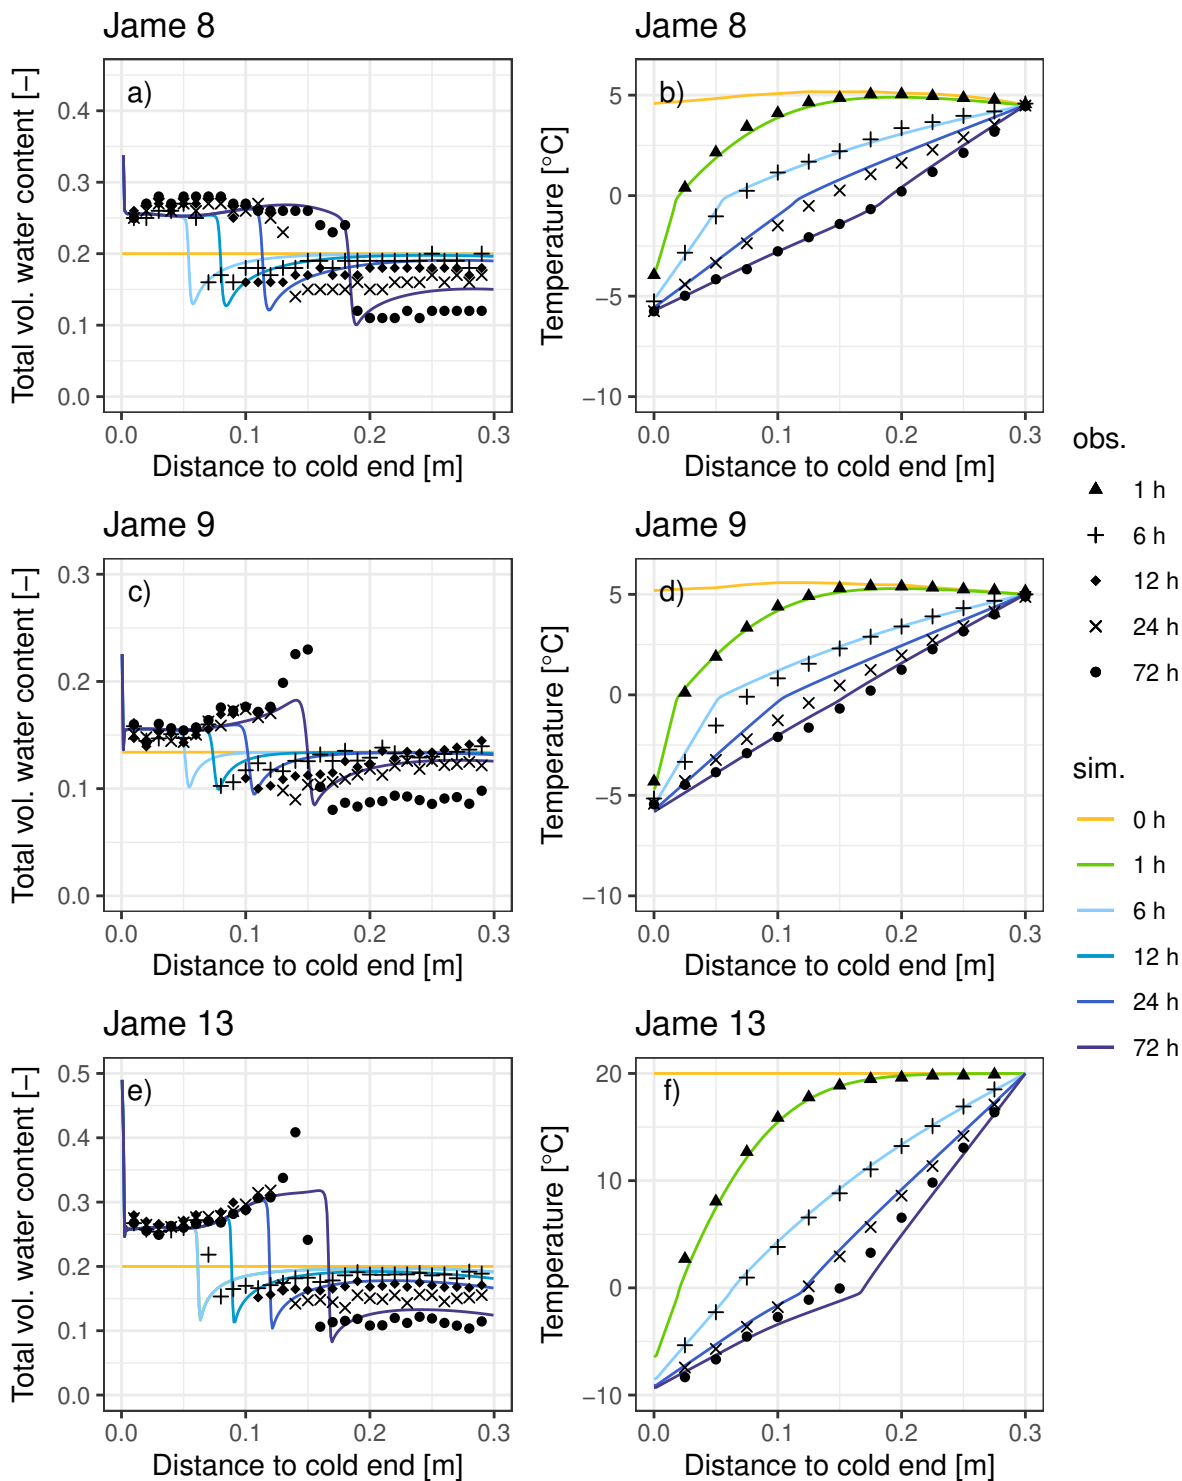 Jame 8
Jame 8
Total vol. water content [−]
a)
0.4
0.3
0.2
0.1
0.0
0.0 0.1 0.2 0.3
Distance to cold end [m]
Temperature [°C]
b)
5
0
−5
−10
0.0 0.1 0.2 0.3
Distance to cold end [m]
Jame 9
Jame 9
Total vol. water content [−]
c)
0.3
0.2
0.1
0.0
0.0 0.1 0.2 0.3
Distance to cold end [m]
Temperature [°C]
d)
5
0
−5
−10
0.0 0.1 0.2 0.3
Distance to cold end [m]
Jame 13
Jame 13
Total vol. water content [−]
e)
0.5
0.4
0.3
0.2
0.1
0.0
0.0 0.1 0.2 0.3
Distance to cold end [m]
Temperature [°C]
f)
20
10
0
−10
0.0 0.1 0.2 0.3
Distance to cold end [m]
obs.
1 h
6 h
12 h
24 h
72 h
sim.
0 h
1 h
6 h
12 h
24 h
72 h